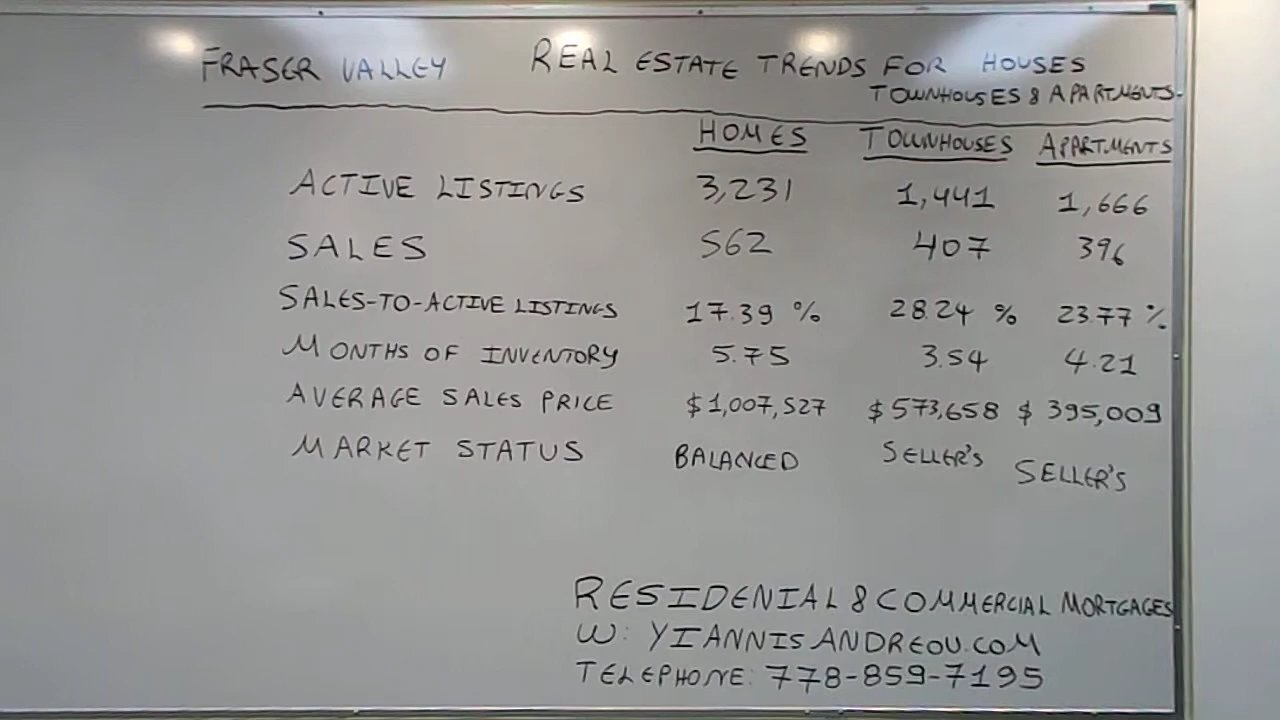 FRASER VALLEY REAL ESTATE TRENDS FOR HOUSES
TOWNHOUSES & APARTMENTS.
HOMES TOWNHOUSES APARTMENTS
ACTIVE LISTINGS 3,231 1,441 1,666
SALES 562 407 396
SALES-TO-ACTIVE LISTINGS 17.39 % 28.24 % 23.77 %
MONTHS OF INVENTORY 5.75 3.54 4.21
AVERAGE SALES PRICE $1,007,527 $573,658 $395,009
MARKET STATUS BALANCED SELLER'S SELLER'S
RESIDENIAL & COMMERCIAL MORTGAGES
W: YIANNISANDREOU.COM
TELEPHONE: 778-859-7195